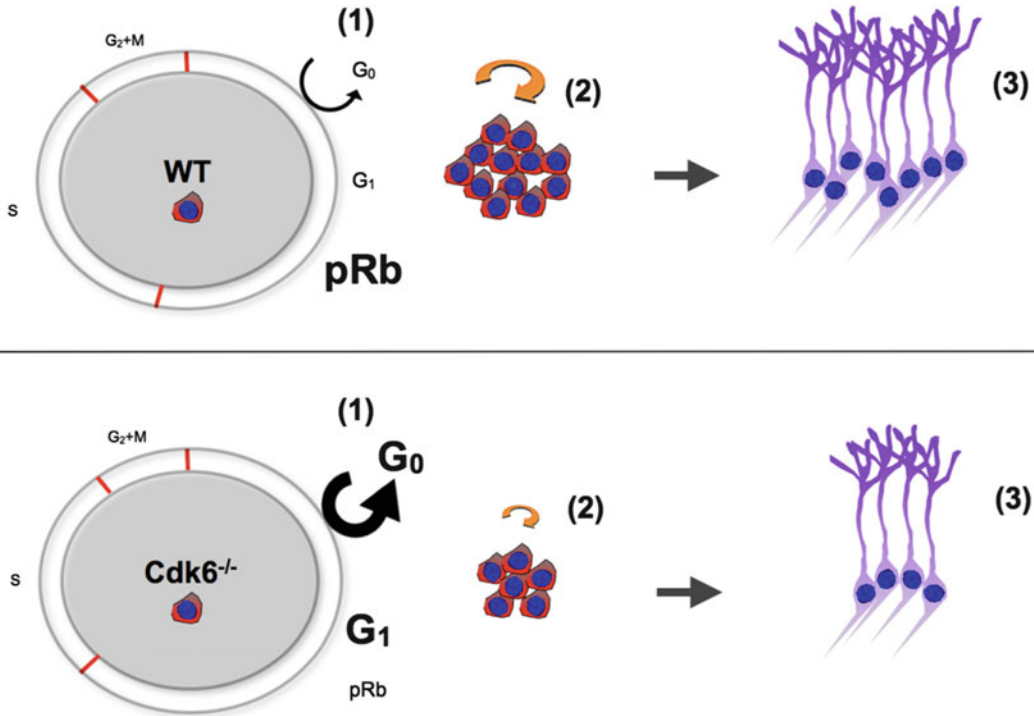 (1)
G₂+M
G₀
(2)
(3)
WT
G₁
S
pRb
(1)
G₂+M
G₀
(2)
(3)
Cdk6⁻/⁻
S
G₁
pRb